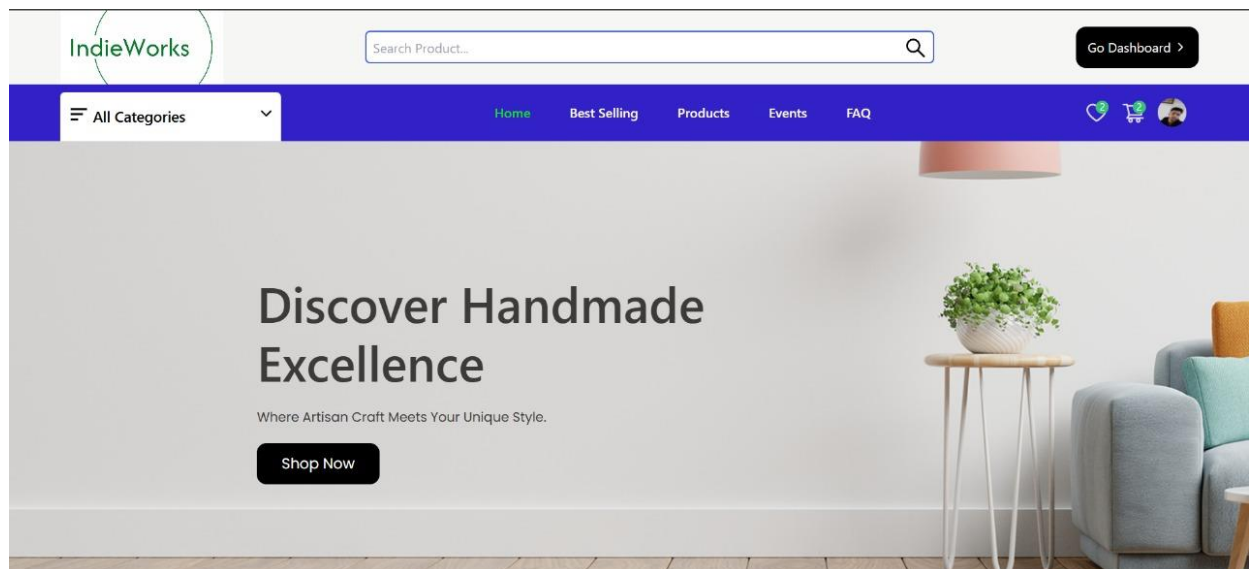 IndieWorks
Search Product...
Go Dashboard >
All Categories
Home Best Selling Products Events FAQ
2 2
Discover Handmade
Excellence
Where Artisan Craft Meets Your Unique Style.
Shop Now